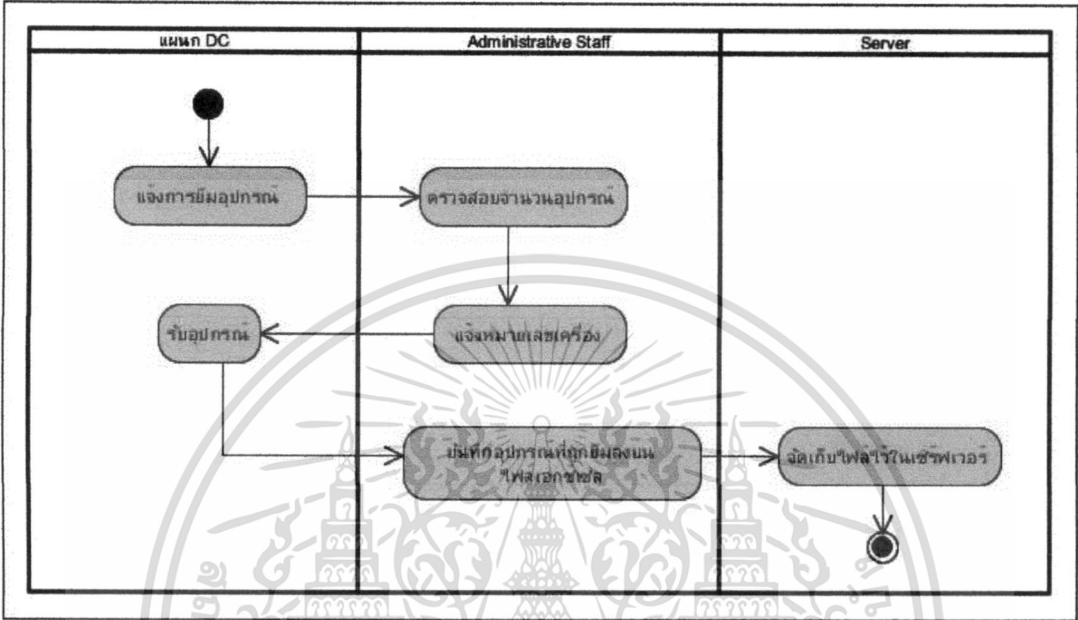 แผนก DC
Administrative Staff
Server
แจ้งการยืมอุปกรณ์
ตรวจสอบจำนวนอุปกรณ์
รับอุปกรณ์
แจ้งหมายเลขเครื่อง
บันทึกอุปกรณ์ที่ถูกยืมลงบน
ไฟล์เอกซ์เซล
จัดเก็บไฟล์ไว้ในเซิร์ฟเวอร์